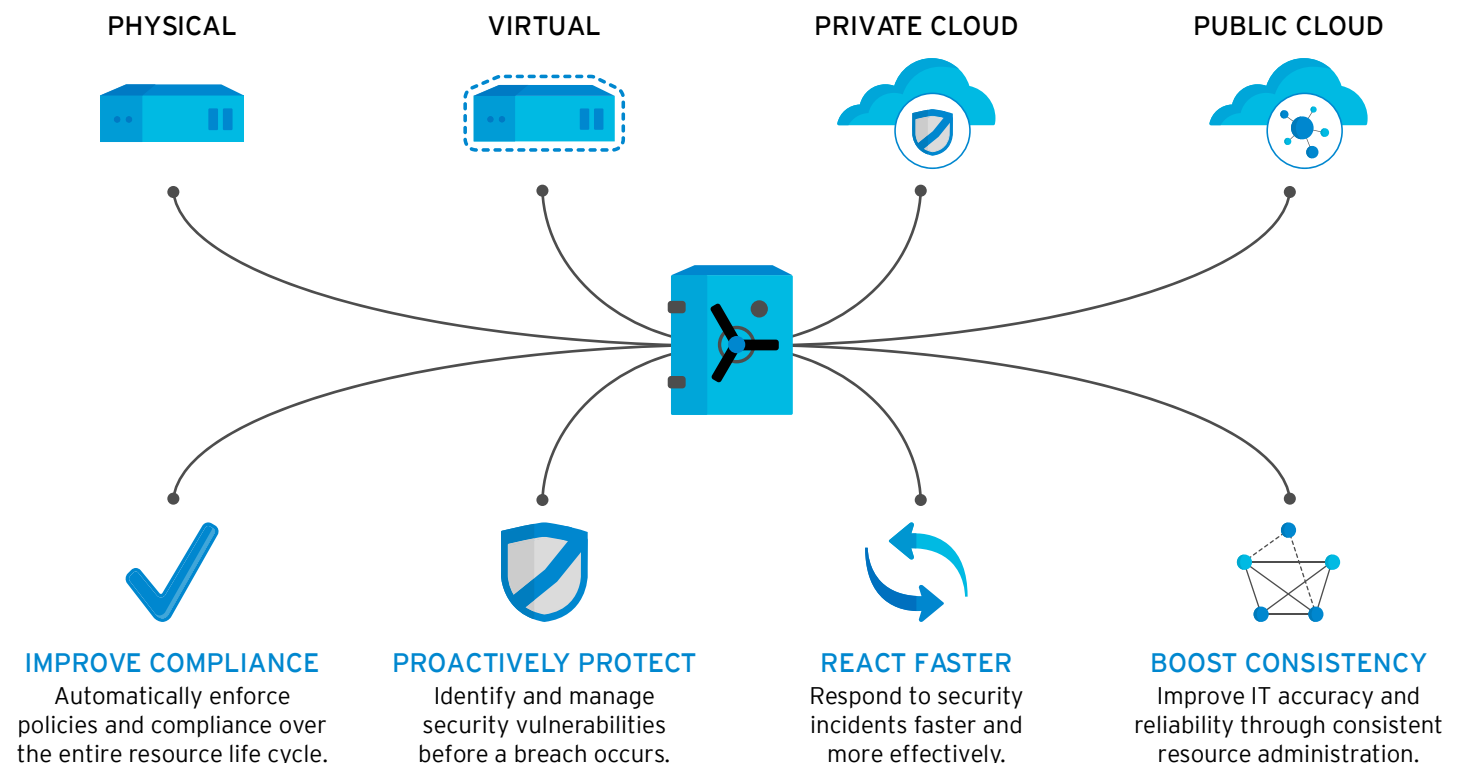 PHYSICAL
VIRTUAL
PRIVATE CLOUD
PUBLIC CLOUD
IMPROVE COMPLIANCE
Automatically enforce
policies and compliance over
the entire resource life cycle.
PROACTIVELY PROTECT
Identify and manage
security vulnerabilities
before a breach occurs.
REACT FASTER
Respond to security
incidents faster and
more effectively.
BOOST CONSISTENCY
Improve IT accuracy and
reliability through consistent
resource administration.